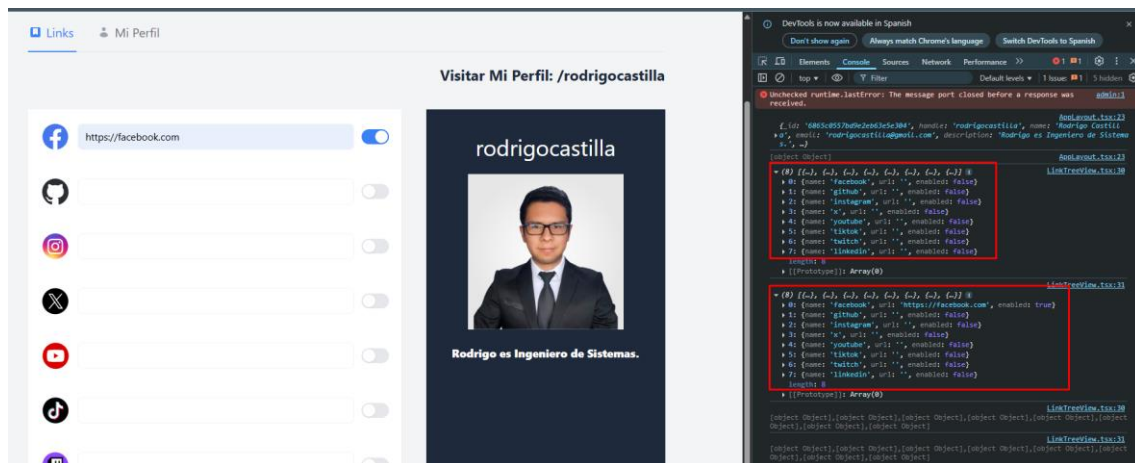 Links
Mi Perfil
Visitar Mi Perfil: /rodrigocastilla
https://facebook.com
rodrigocastilla
Rodrigo es Ingeniero de Sistemas.
DevTools is now available in Spanish
Don't show again
Always match Chrome's language
Switch DevTools to Spanish
Elements
Console
Sources
Network
Performance
1
1
top
Filter
Default levels
1 Issue:
1
5 hidden
Unchecked runtime.lastError: The message port closed before a response was received.
admin:1
AppLayout.tsx:23
{_id: '6865c0557bd9e2eb63e5e304', handle: 'rodrigocastilla', name: 'Rodrigo Castill
a', email: 'rodrigocastilla@gmail.com', description: 'Rodrigo es Ingeniero de Sistema
s.', …}
[object Object]
AppLayout.tsx:23
LinkTreeView.tsx:30
(8) [{…}, {…}, {…}, {…}, {…}, {…}, {…}, {…}]
0: {name: 'facebook', url: '', enabled: false}
1: {name: 'github', url: '', enabled: false}
2: {name: 'instagram', url: '', enabled: false}
3: {name: 'x', url: '', enabled: false}
4: {name: 'youtube', url: '', enabled: false}
5: {name: 'tiktok', url: '', enabled: false}
6: {name: 'twitch', url: '', enabled: false}
7: {name: 'linkedin', url: '', enabled: false}
length: 8
[[Prototype]]: Array(0)
LinkTreeView.tsx:31
(8) [{…}, {…}, {…}, {…}, {…}, {…}, {…}, {…}]
0: {name: 'facebook', url: 'https://facebook.com', enabled: true}
1: {name: 'github', url: '', enabled: false}
2: {name: 'instagram', url: '', enabled: false}
3: {name: 'x', url: '', enabled: false}
4: {name: 'youtube', url: '', enabled: false}
5: {name: 'tiktok', url: '', enabled: false}
6: {name: 'twitch', url: '', enabled: false}
7: {name: 'linkedin', url: '', enabled: false}
length: 8
[[Prototype]]: Array(0)
LinkTreeView.tsx:30
[object Object],[object Object],[object Object],[object Object],[object Object],[object
Object],[object Object],[object Object]
LinkTreeView.tsx:31
[object Object],[object Object],[object Object],[object Object],[object Object],[object
Object],[object Object],[object Object]